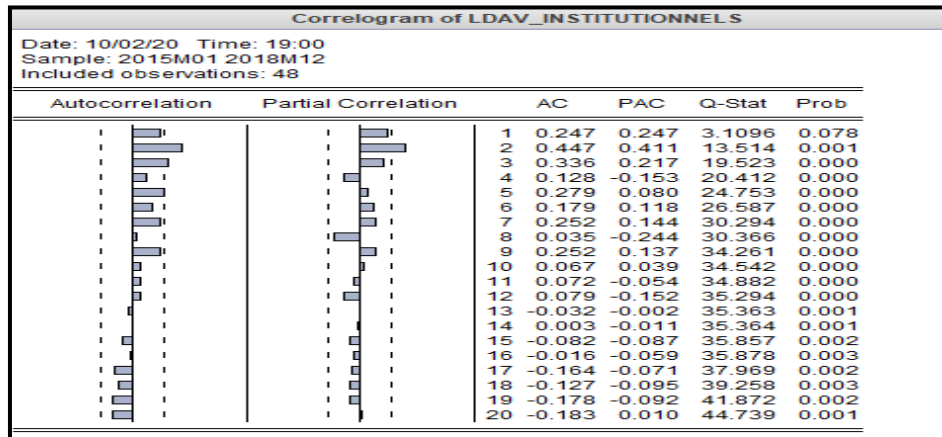 Correlogram of LDAV_INSTITUTIONNELS
Date: 10/02/20 Time: 19:00
Sample: 2015M01 2018M12
Included observations: 48
Autocorrelation Partial Correlation AC PAC Q-Stat Prob
1 0.247 0.247 3.1096 0.078
2 0.447 0.411 13.514 0.001
3 0.336 0.217 19.523 0.000
4 0.128 -0.153 20.412 0.000
5 0.279 0.080 24.753 0.000
6 0.179 0.118 26.587 0.000
7 0.252 0.144 30.294 0.000
8 0.035 -0.244 30.366 0.000
9 0.252 0.137 34.261 0.000
10 0.067 0.039 34.542 0.000
11 0.072 -0.054 34.882 0.000
12 0.079 -0.152 35.294 0.000
13 -0.032 -0.002 35.363 0.001
14 0.003 -0.011 35.364 0.001
15 -0.082 -0.087 35.857 0.002
16 -0.016 -0.059 35.878 0.003
17 -0.164 -0.071 37.969 0.002
18 -0.127 -0.095 39.258 0.003
19 -0.178 -0.092 41.872 0.002
20 -0.183 0.010 44.739 0.001